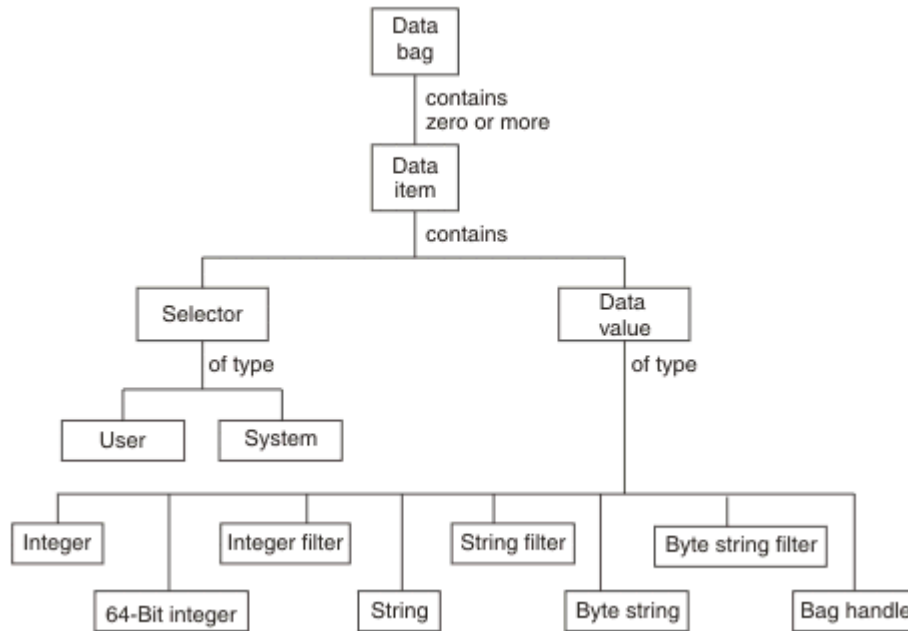 Data
bag
contains
zero or more
Data
item
contains
Selector
Data
value
of type
of type
User
System
Integer
Integer filter
String filter
Byte string filter
64-Bit integer
String
Byte string
Bag handle